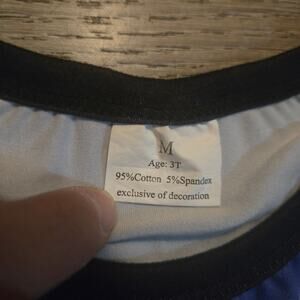 M
Age: 3T
95%Cotton 5%Spandex
exclusive of decoration